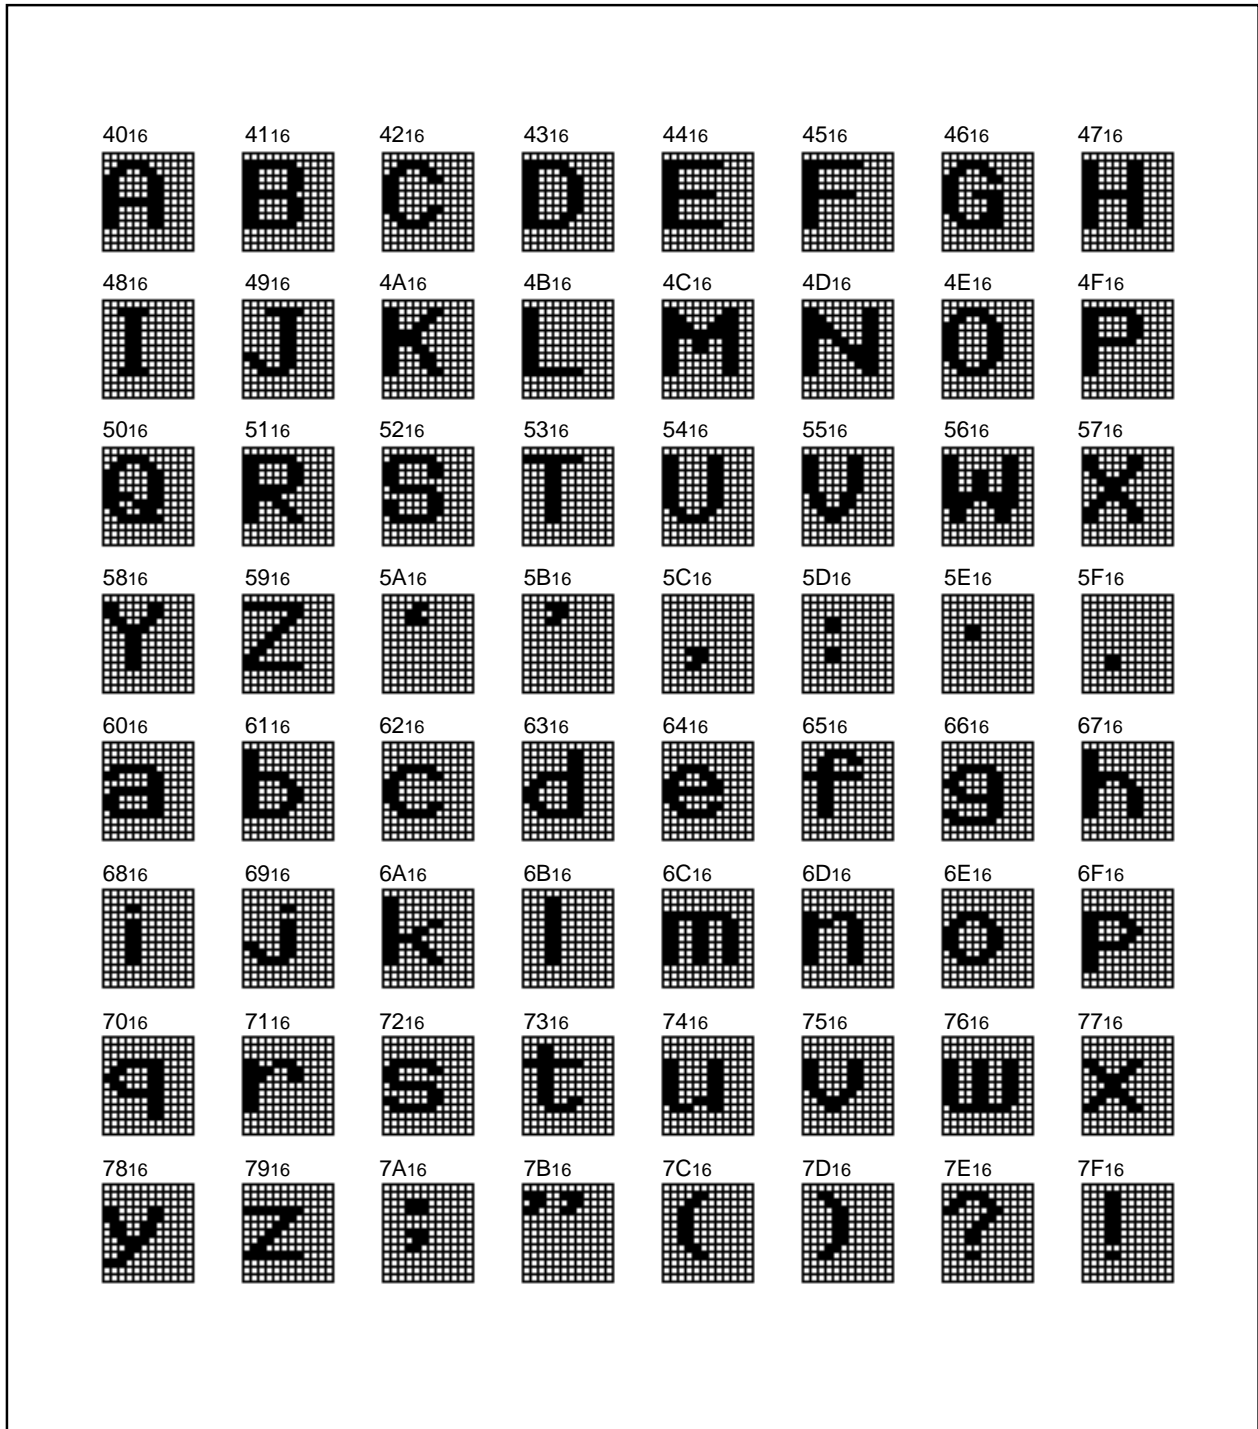 4016 4116 4216 4316 4416 4516 4616 4716
A B C D E F G H
4816 4916 4A16 4B16 4C16 4D16 4E16 4F16
I J K L M N O P
5016 5116 5216 5316 5416 5516 5616 5716
Q R S T U V W X
5816 5916 5A16 5B16 5C16 5D16 5E16 5F16
Y Z ‘ ’ , : · .
6016 6116 6216 6316 6416 6516 6616 6716
a b c d e f g h
6816 6916 6A16 6B16 6C16 6D16 6E16 6F16
i j k l m n o p
7016 7116 7216 7316 7416 7516 7616 7716
q r s t u v w x
7816 7916 7A16 7B16 7C16 7D16 7E16 7F16
y z ; ” ( ) ? !